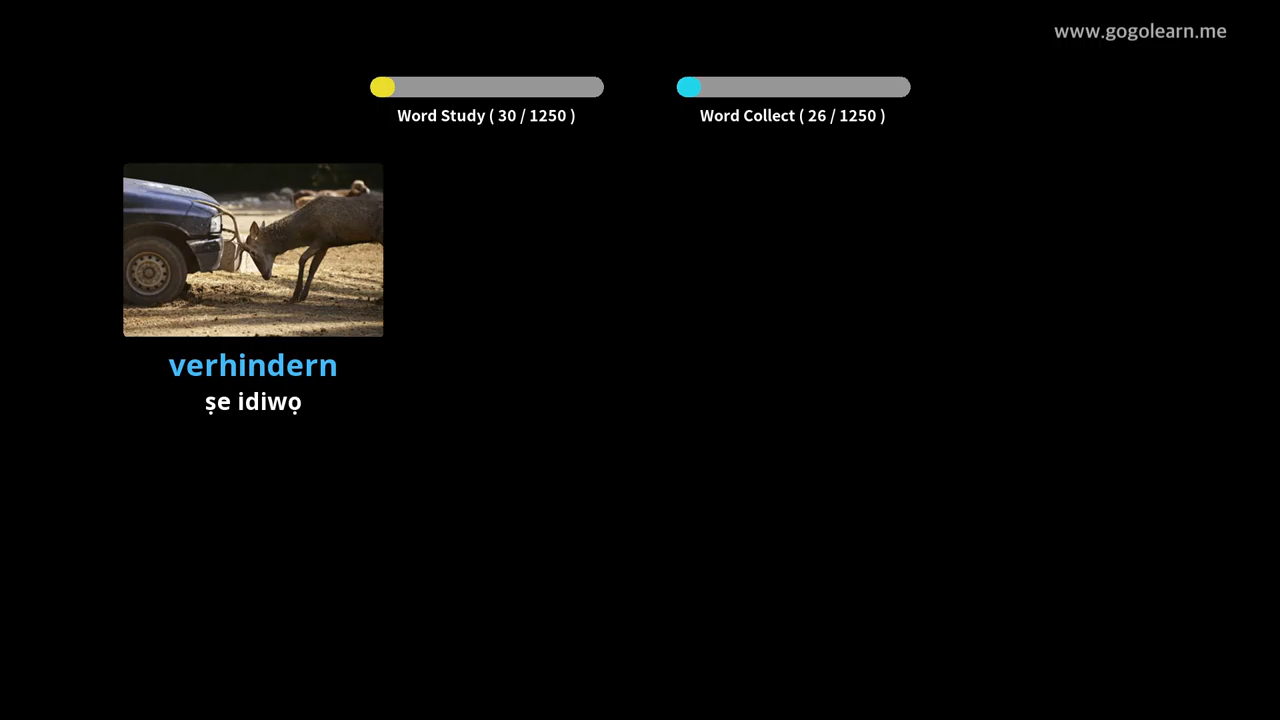 www.gogolearn.me
Word Study ( 30 / 1250 )
Word Collect ( 26 / 1250 )
verhindern
ṣe idiwọ